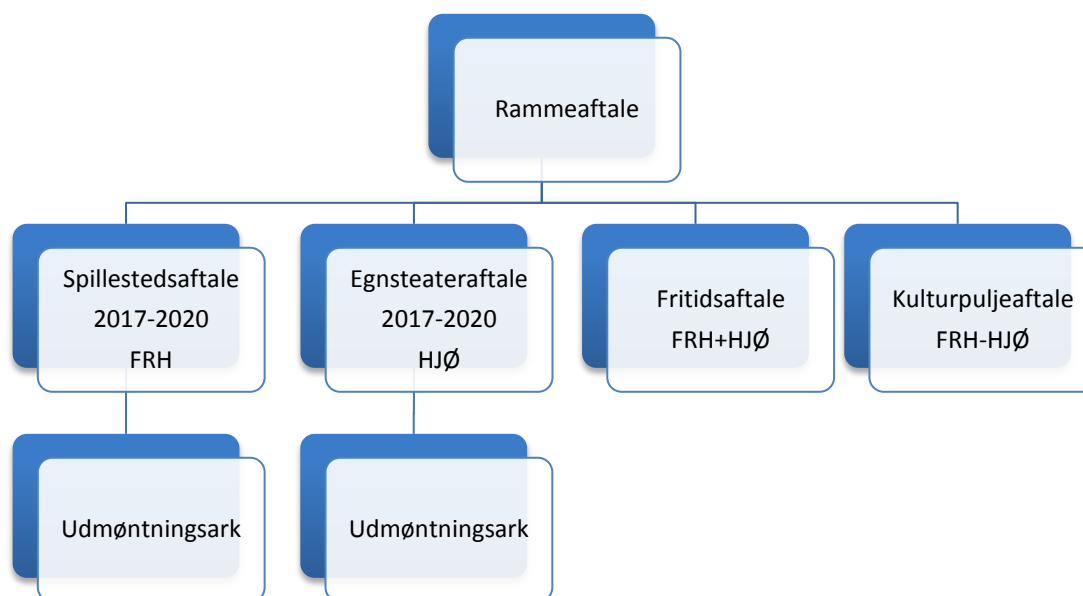 Rammeaftale
Spillestedsaftale
2017-2020
FRH
Egnsteateraftale
2017-2020
HJØ
Fritidsaftale
FRH+HJØ
Kulturpuljeaftale
FRH-HJØ
Udmøntningsark
Udmøntningsark